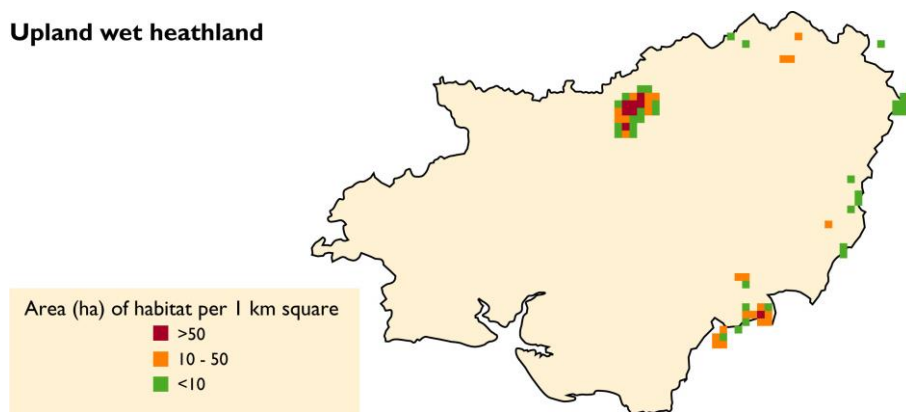 Upland wet heathland
Area (ha) of habitat per 1 km square
>50
10 - 50
<10